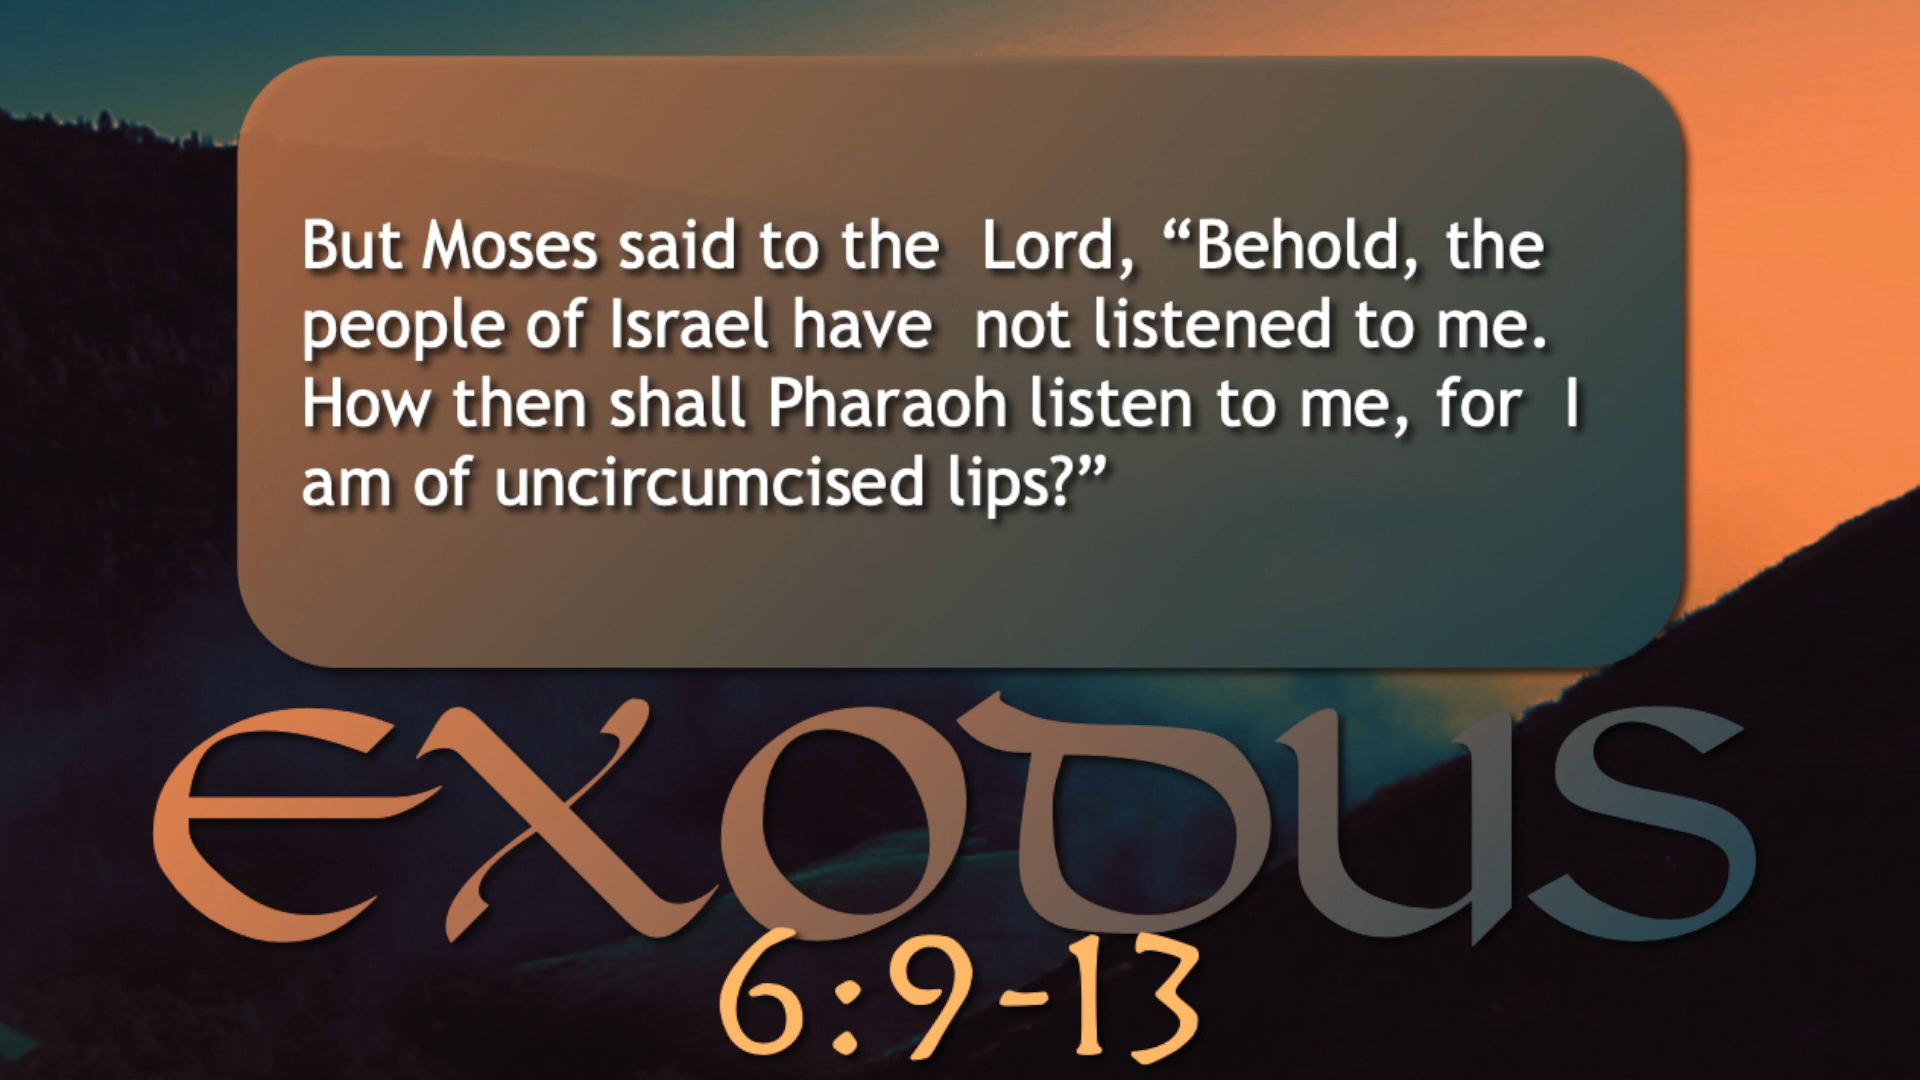 But Moses said to the  Lord, “Behold, the
people of Israel have  not listened to me.
How then shall Pharaoh listen to me, for  I
am of uncircumcised lips?”
EXODUS
6:9-13